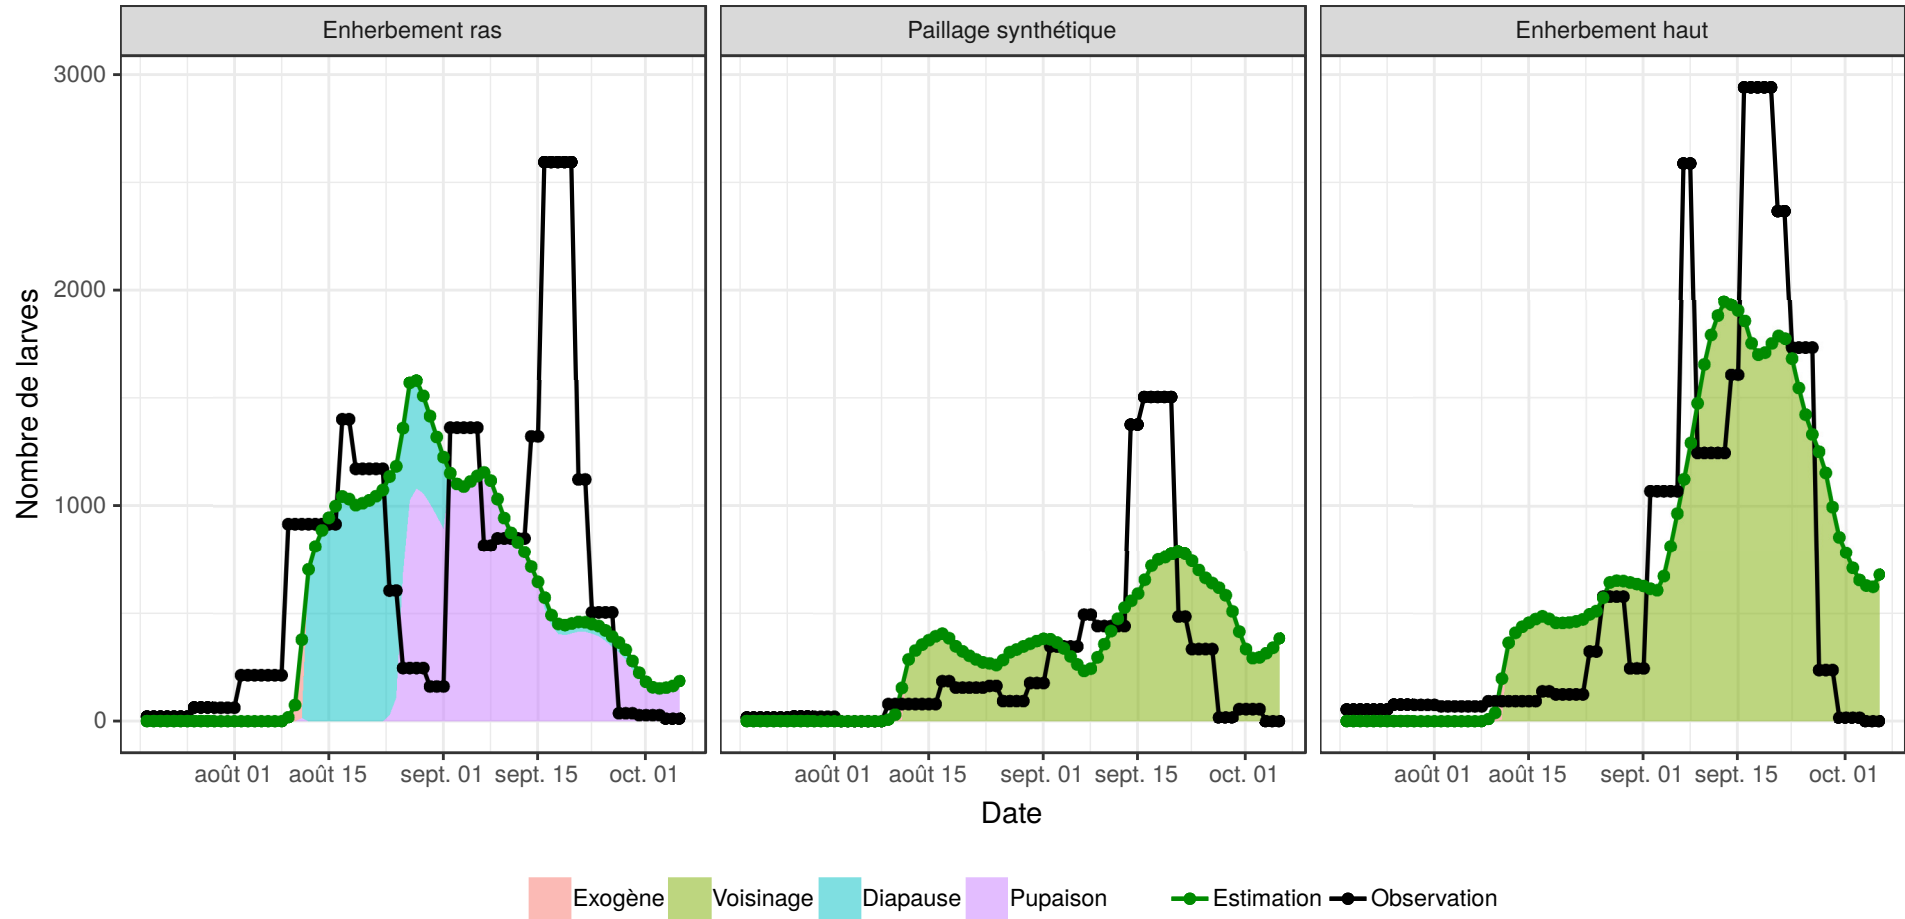 Enherbement ras
Paillage synthétique
Enherbement haut
Nombre de larves
3000
2000
1000
0
août 01 août 15 sept. 01 sept. 15 oct. 01
août 01 août 15 sept. 01 sept. 15 oct. 01
août 01 août 15 sept. 01 sept. 15 oct. 01
Date
Exogène Voisinage Diapause Pupaison Estimation Observation